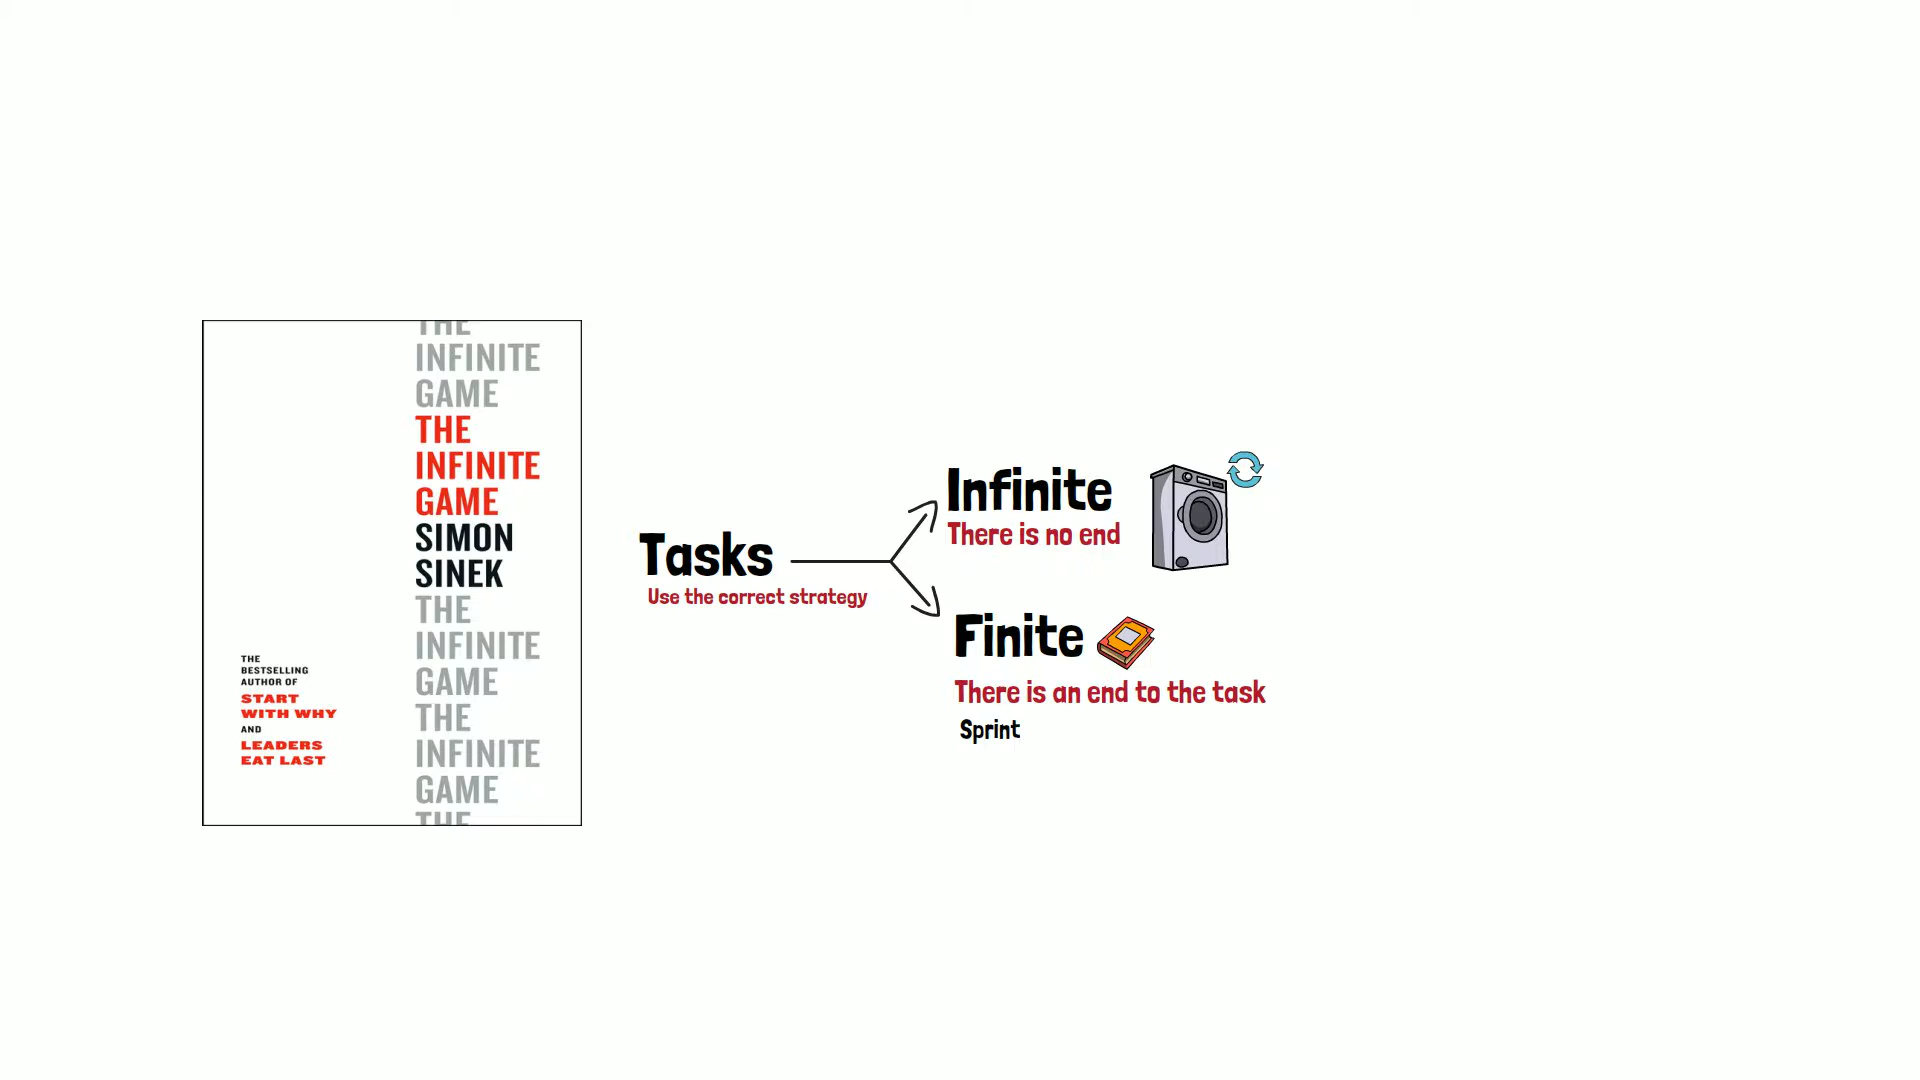 THE
INFINITE
GAME
THE
INFINITE
GAME
SIMON
SINEK
THE
INFINITE
GAME
THE
INFINITE
GAME
THE
THE
BESTSELLING
AUTHOR OF
START
WITH WHY
AND
LEADERS
EAT LAST
Tasks
Use the correct strategy
Infinite
There is no end
Finite
There is an end to the task
Sprint